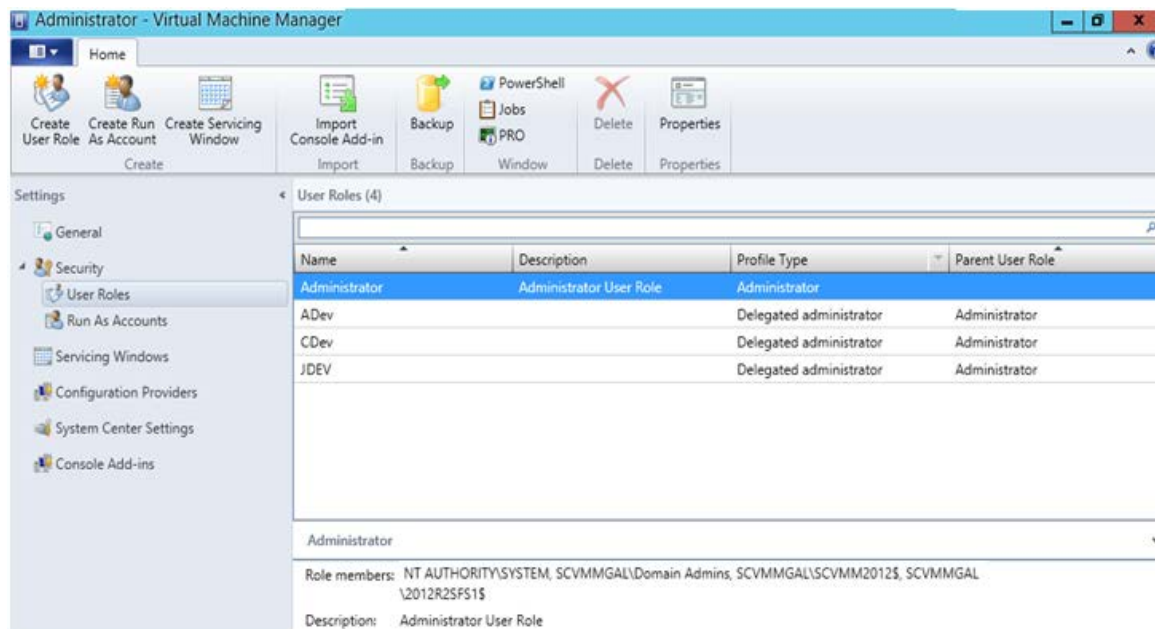 Administrator - Virtual Machine Manager
Home
Create User Role
Create Run As Account
Create Servicing Window
Import Console Add-in
Backup
PowerShell
Jobs
PRO
Delete
Properties
Create
Import
Backup
Window
Delete
Properties
Settings
General
Security
User Roles
Run As Accounts
Servicing Windows
Configuration Providers
System Center Settings
Console Add-ins
User Roles (4)
Name Description Profile Type Parent User Role
Administrator Administrator User Role Administrator
ADev Delegated administrator Administrator
CDev Delegated administrator Administrator
JDEV Delegated administrator Administrator
Administrator
Role members: NT AUTHORITY\SYSTEM, SCVMMGAL\Domain Admins, SCVMMGAL\SCVMM2012$, SCVMMGAL
\2012R2SFS1$
Description: Administrator User Role